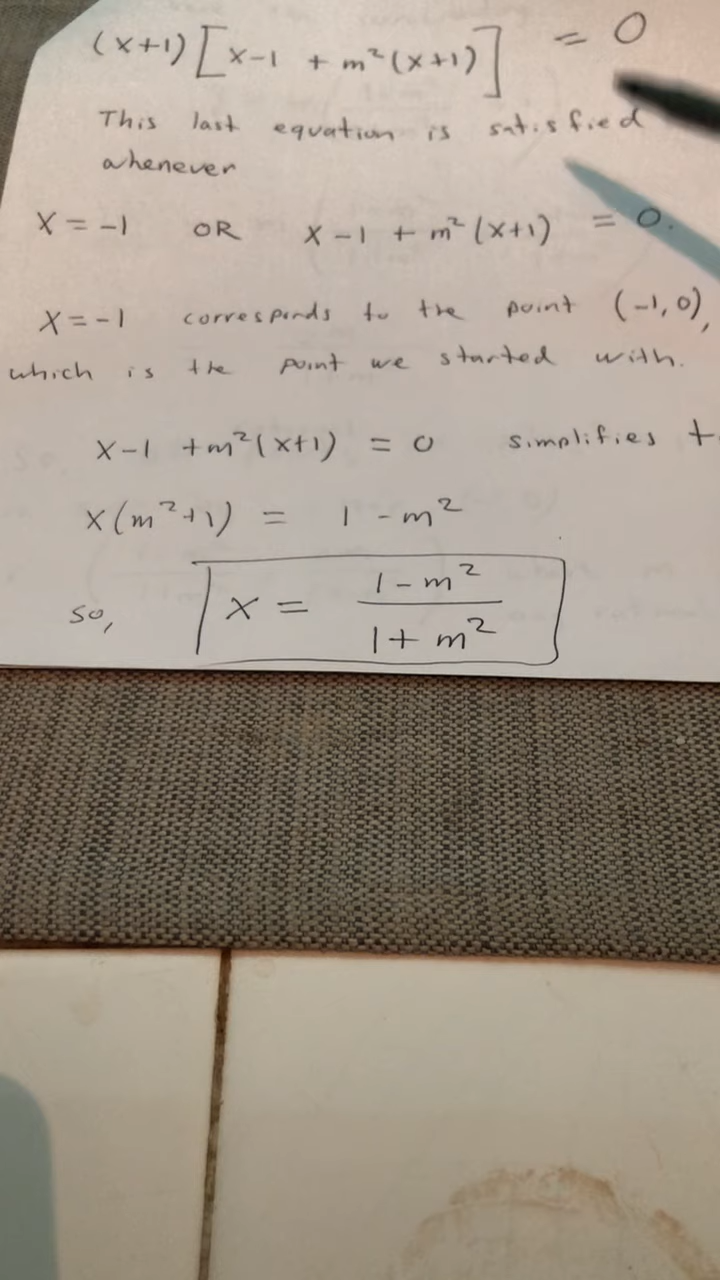 (x+1)[x-1 + m²(x+1)] = 0
This last equation is satisfied
whenever
X = -1 OR X-1 + m²(x+1) = 0.
X = -1 corresponds to the point (-1,0),
which is the point we started with.
X-1 + m²(x+1) = 0 simplifies
X(m²+1) = 1 - m²
so, X = (1-m²)/(1+m²)